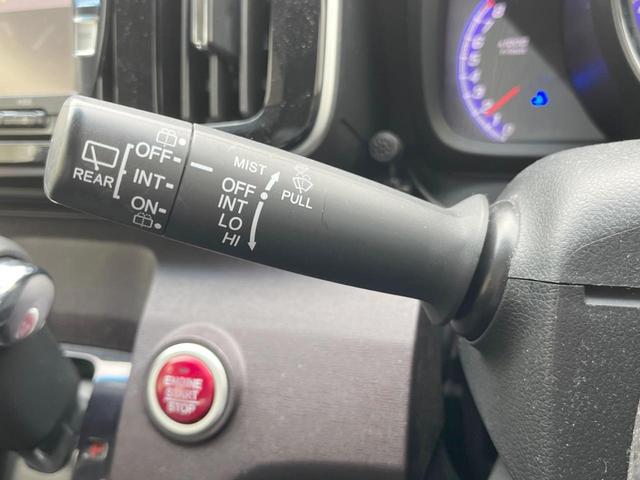 OFF
REAR
INT
ON
MIST
OFF
INT
LO
HI
PULL
ENGINE
START
STOP